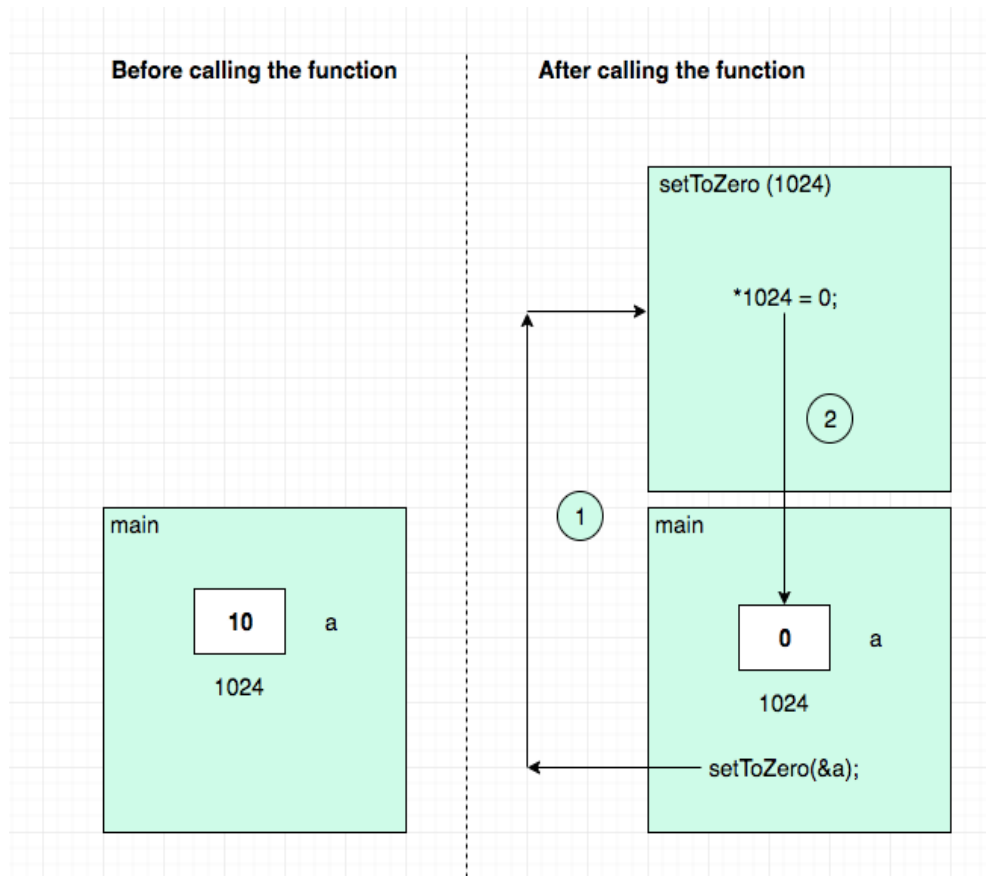 Before calling the function
After calling the function
main
10
a
1024
setToZero (1024)
*1024 = 0;
2
1
main
0
a
1024
setToZero(&a);